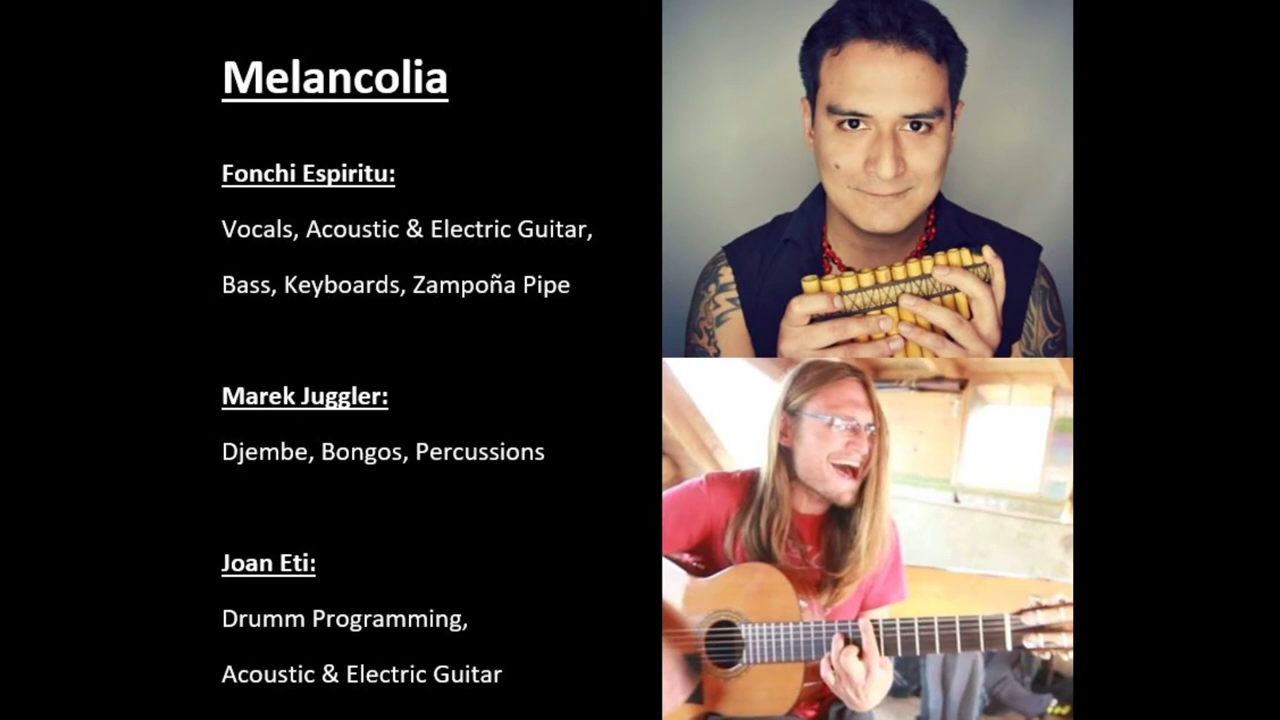 Melancolia
Fonchi Espiritu:
Vocals, Acoustic & Electric Guitar,
Bass, Keyboards, Zampoña Pipe
Marek Juggler:
Djembe, Bongos, Percussions
Joan Eti:
Drumm Programming,
Acoustic & Electric Guitar